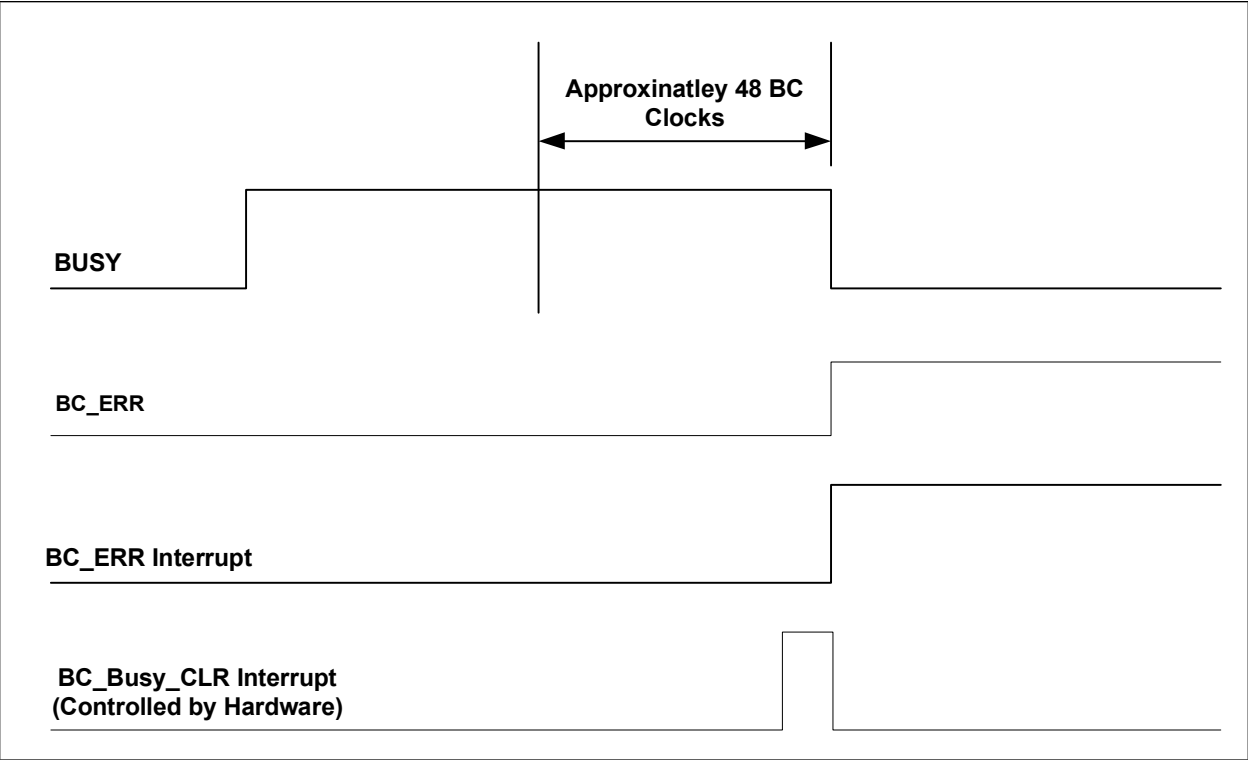 Approxinatley 48 BC
Clocks
BUSY
BC_ERR
BC_ERR Interrupt
BC_Busy_CLR Interrupt
(Controlled by Hardware)